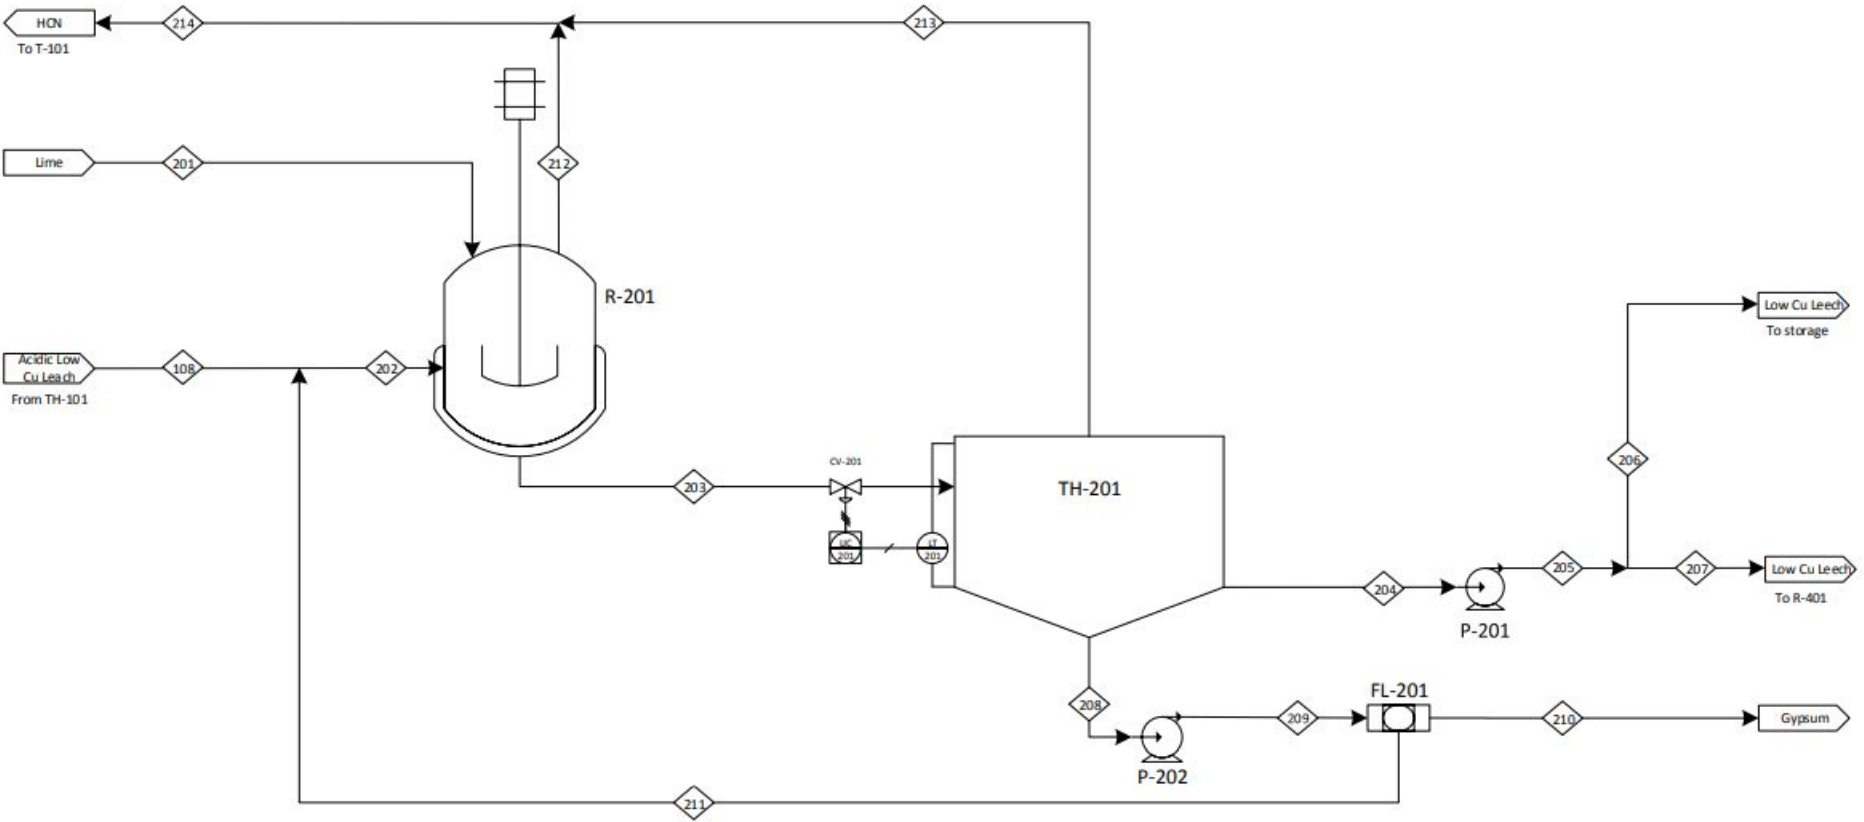 HCN
214
213
To T-101
Lime
201
212
R-201
Acidic Low
Cu Leach
108
202
From TH-101
Low Cu Leech
To storage
206
CV-201
203
TH-201
LIC
201
LT
201
204
P-201
205
207
Low Cu Leech
To R-401
208
P-202
209
FL-201
210
Gypsum
211